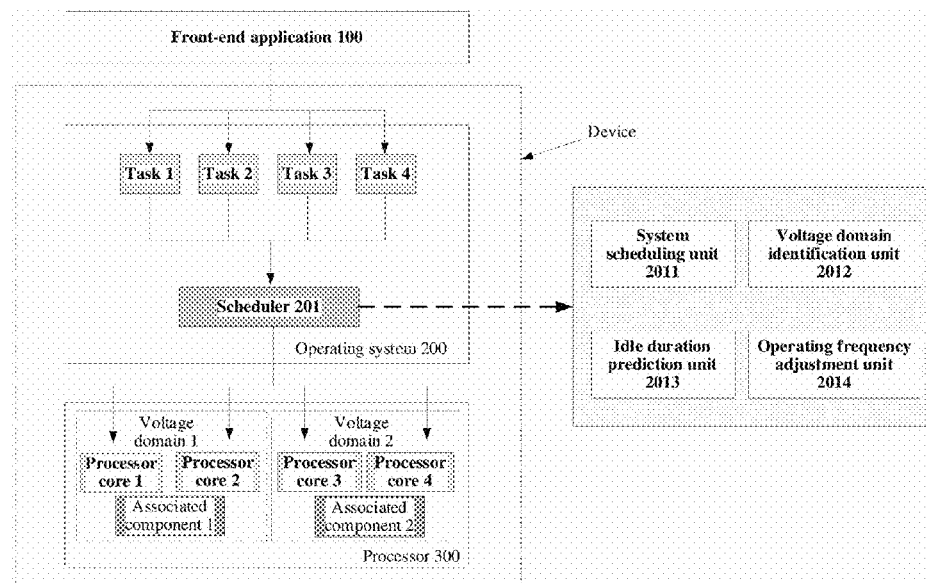 Front-end application 100
Device
Task 1
Task 2
Task 3
Task 4
System
scheduling unit
2011
Voltage domain
identification unit
2012
Scheduler 201
Operating system 200
Idle duration
prediction unit
2013
Operating frequency
adjustment unit
2014
Voltage
domain 1
Voltage
domain 2
Processor
core 1
Processor
core 2
Processor
core 3
Processor
core 4
Associated
component 1
Associated
component 2
Processor 300